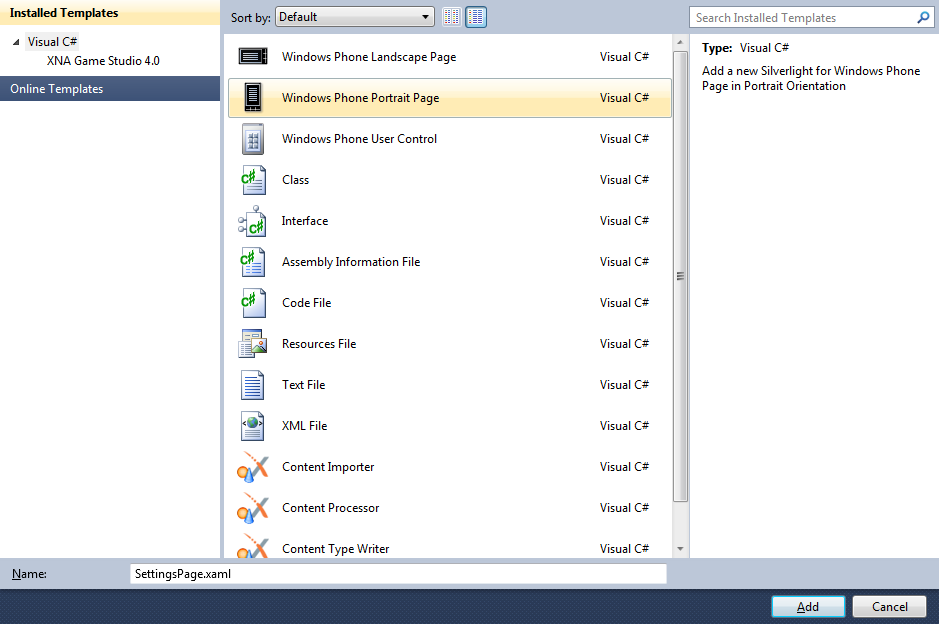 Installed Templates
Visual C#
XNA Game Studio 4.0
Online Templates
Sort by: Default
Windows Phone Landscape Page Visual C#
Windows Phone Portrait Page Visual C#
Windows Phone User Control Visual C#
Class Visual C#
Interface Visual C#
Assembly Information File Visual C#
Code File Visual C#
Resources File Visual C#
Text File Visual C#
XML File Visual C#
Content Importer Visual C#
Content Processor Visual C#
Content Type Writer Visual C#
Search Installed Templates
Type: Visual C#
Add a new Silverlight for Windows Phone
Page in Portrait Orientation
Name: SettingsPage.xaml
Add Cancel